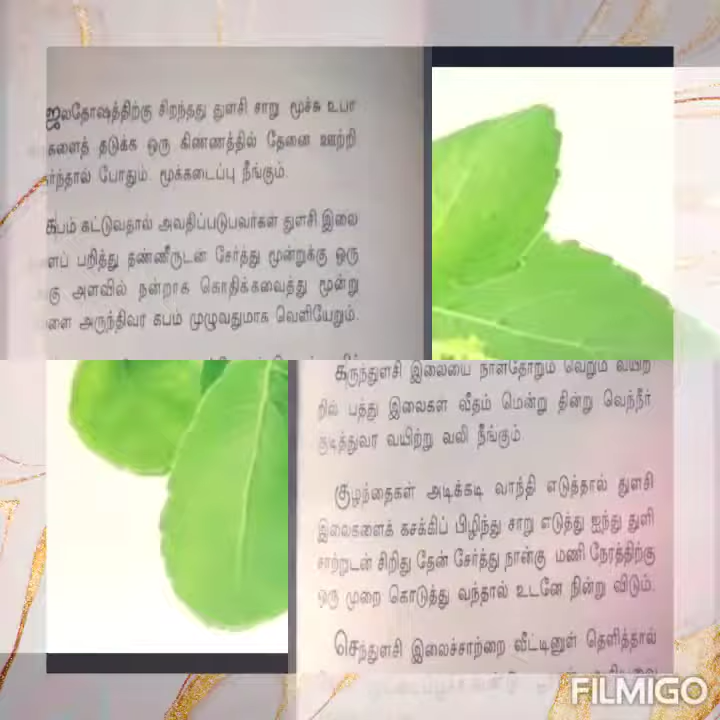 ஜலதோஷத்திற்கு சிறந்தது துளசி சாறு மூச்சு உபா
களைத் தடுக்க ஒரு கிண்ணத்தில் தேனை ஊற்றி
ர்ந்தால் போதும். மூக்கடைப்பு நீங்கும்.
கபம் கட்டுவதால் அவதிப்படுபவர்கள் துளசி இலை
ளப் பறித்து தண்ணீருடன் சேர்த்து மூன்றுக்கு ஒரு
கு அளவில் நன்றாக கொதிக்கவைத்து மூன்று
ளை அருந்திவர கபம் முழுவதுமாக வெளியேறும்.
கருந்துளசி இலையை நாள்தோறும் வெறும் வயிற்
றில் பத்து இலைகள வீதம் மென்று தின்று வெந்நீர்
குடித்துவர வயிற்று வலி நீங்கும்
குழந்தைகள் அடிக்கடி வாந்தி எடுத்தால் துளசி
இலைகளைக் கசக்கிப் பிழிந்து சாறு எடுத்து ஐந்து துளி
சாற்றுடன் சிறிது தேன் சேர்த்து நான்கு மணி நேரத்திற்கு
ஒரு முறை கொடுத்து வந்தால் உடனே நின்று விடும்.
செந்துளசி இலைச்சாற்றை வீட்டினுள் தெளித்தால்
FILMIGO